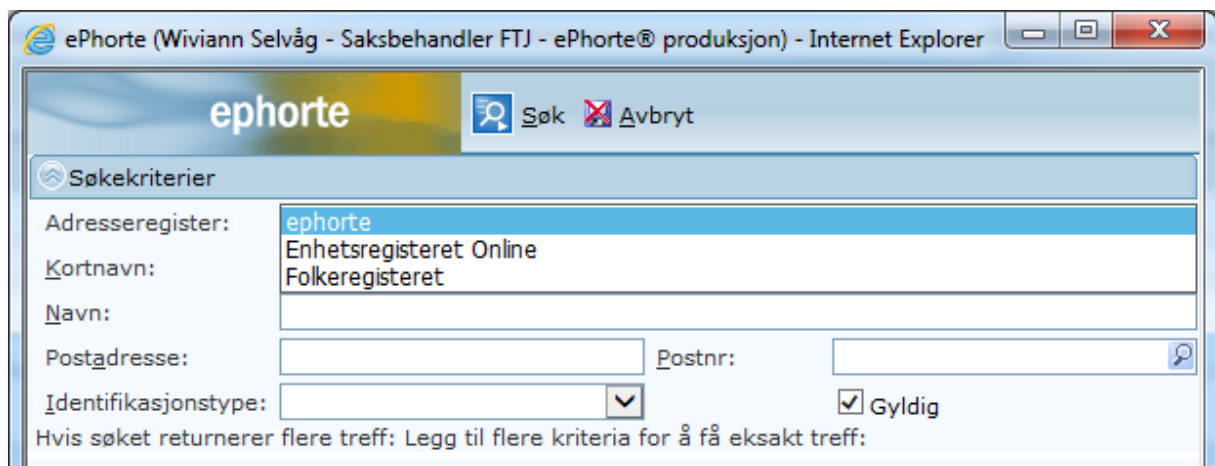 ePhorte (Wiviann Selvåg - Saksbehandler FTJ - ePhorte® produksjon) - Internet Explorer
ephorte Søk Avbryt
Søkekriterier
Adresseregister: ephorte
Enhetsregisteret Online
Kortnavn: Folkeregisteret
Navn:
Postadresse: Postnr:
Identifikasjonstype: Gyldig
Hvis søket returnerer flere treff: Legg til flere kriteria for å få eksakt treff: